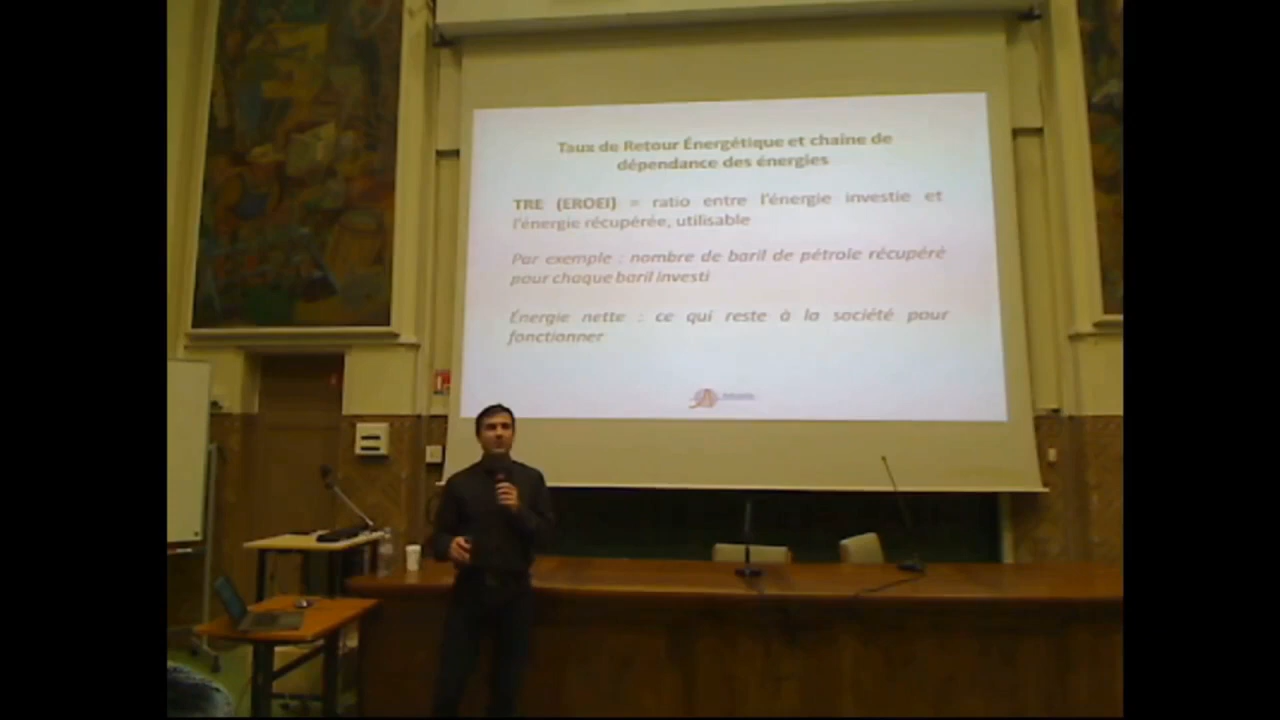 Taux de Retour Énergétique et chaîne de
dépendance des énergies
TRE (EROEI) = ratio entre l'énergie investie et
l'énergie récupérée, utilisable
Par exemple : nombre de baril de pétrole récupéré
pour chaque baril investi
Énergie nette : ce qui reste à la société pour
fonctionner